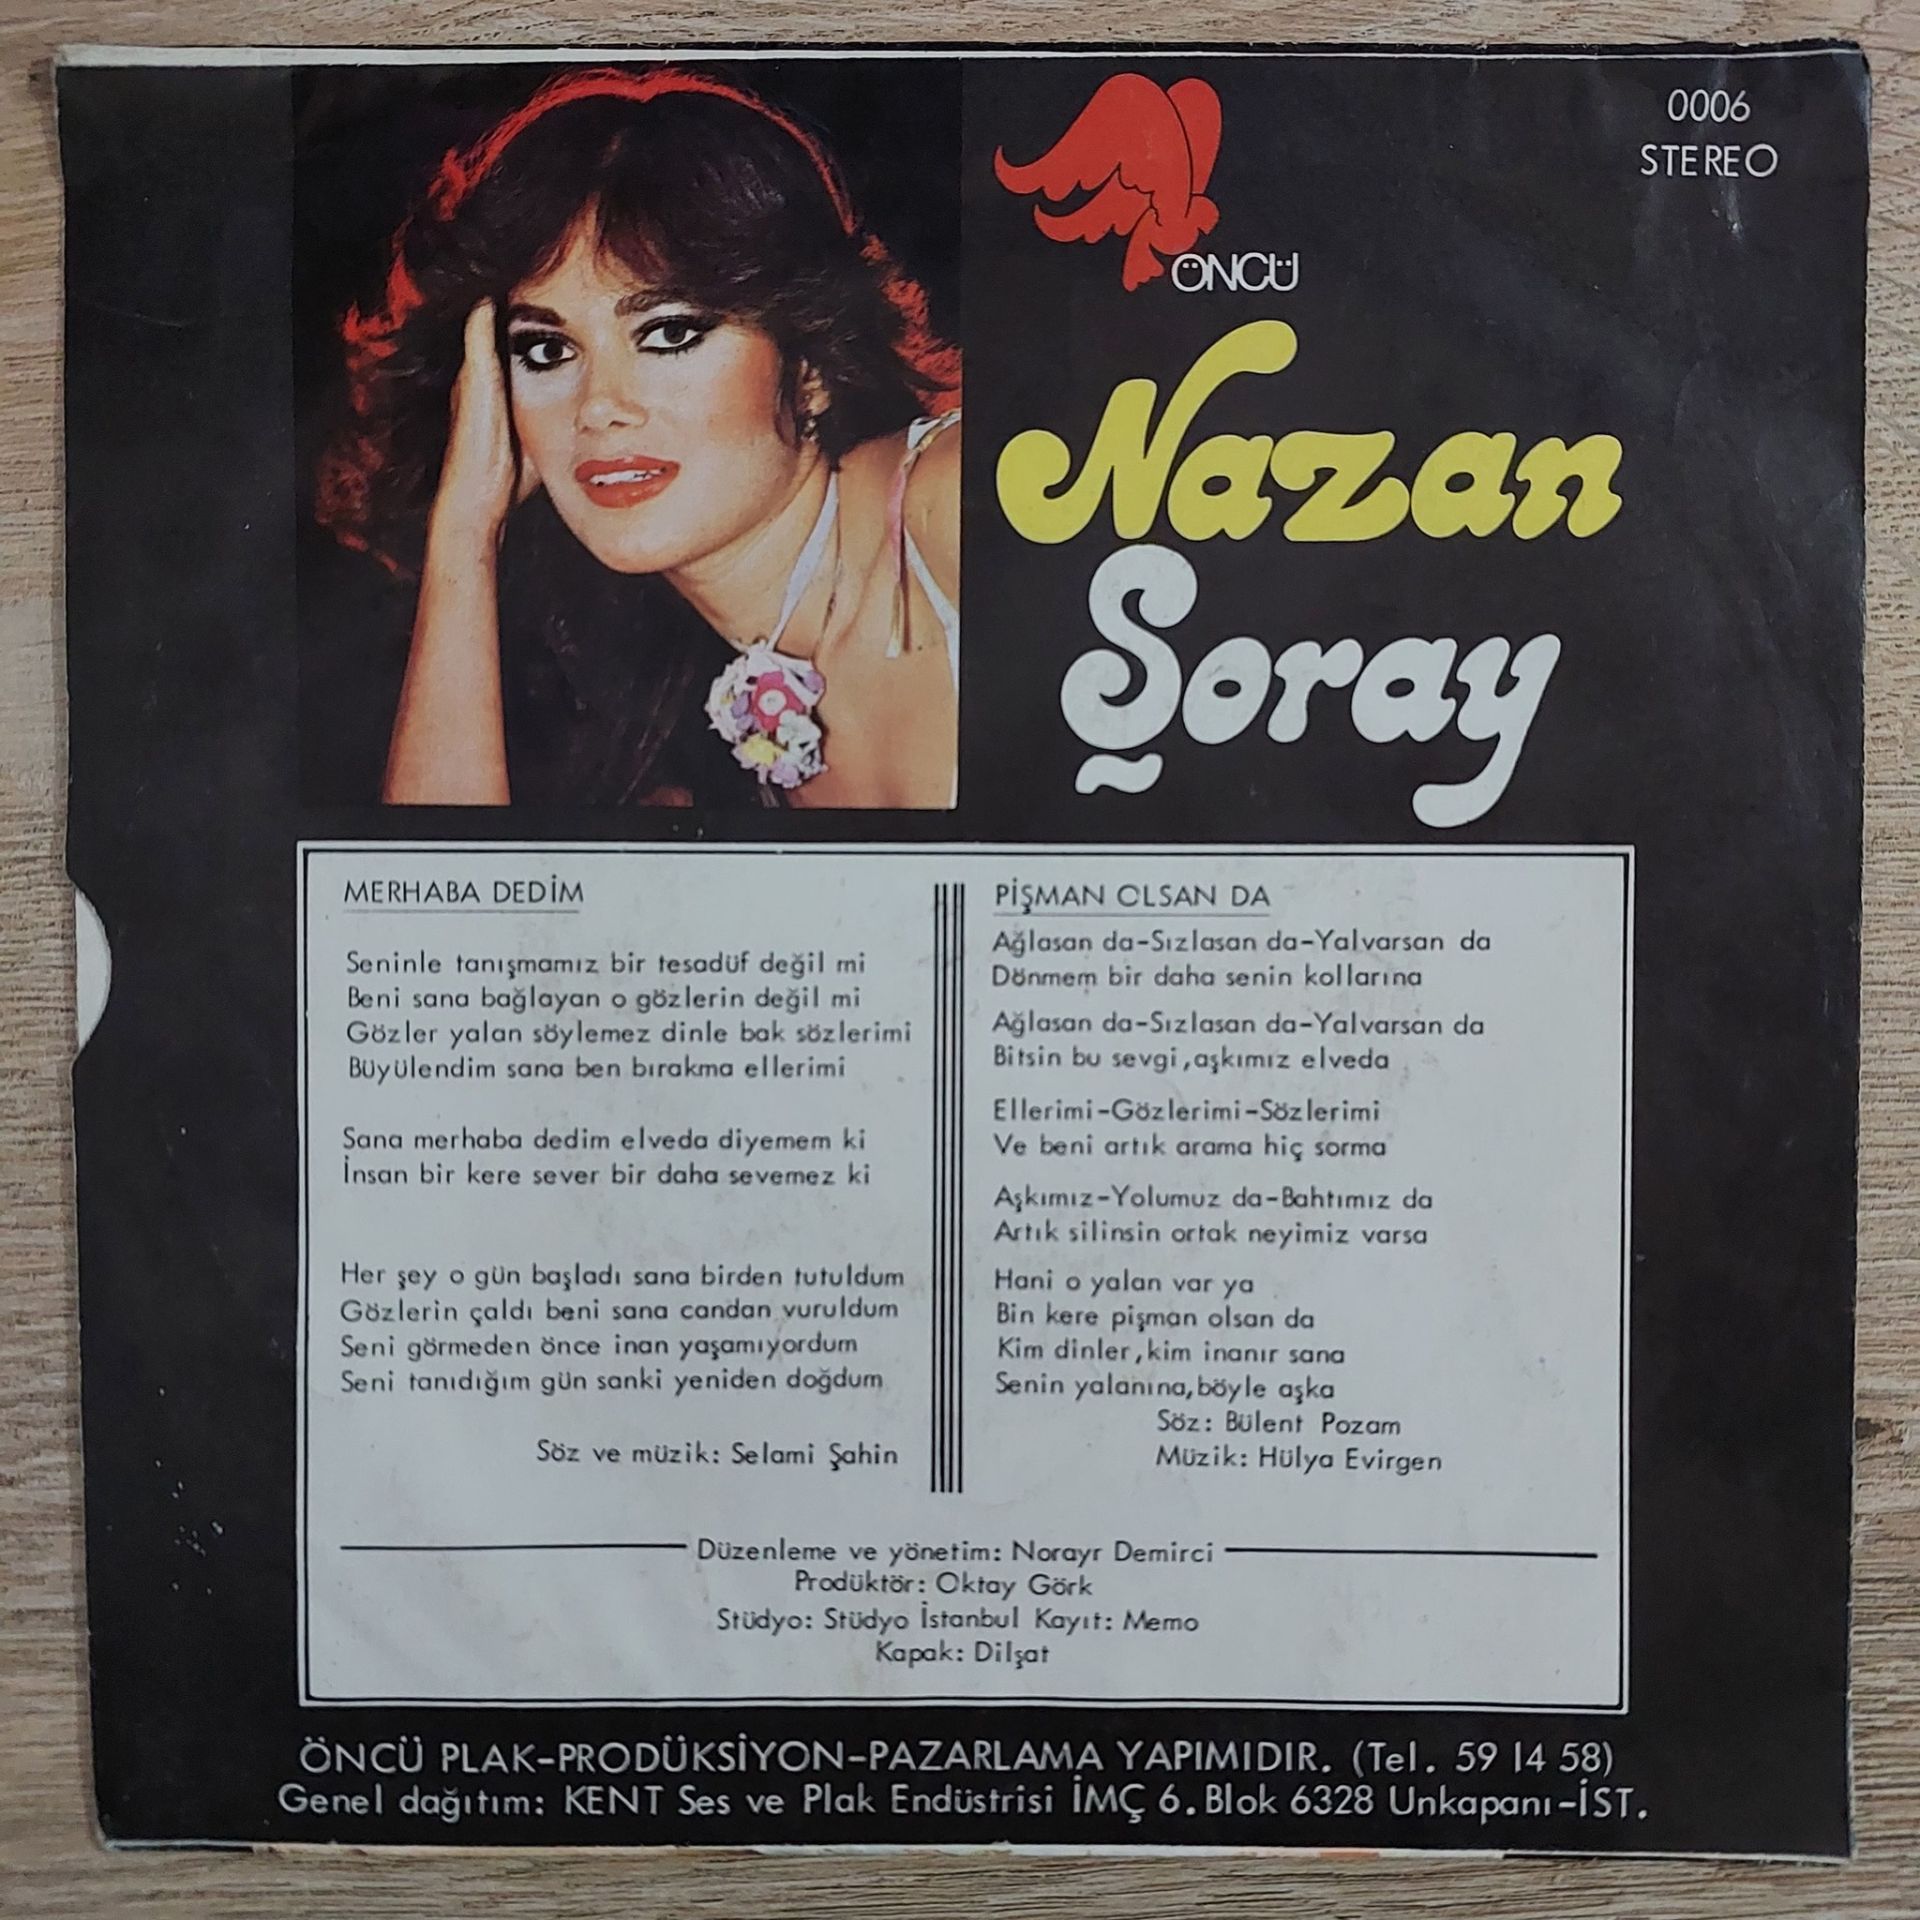 0006
STEREO
ÖNCÜ
Nazan
Şoray
MERHABA DEDİM
Seninle tanışmamız bir tesadüf değil mi
Beni sana bağlayan o gözlerin değil mi
Gözler yalan söylemez dinle bak sözlerimi
Büyülendim sana ben bırakma ellerimi
Sana merhaba dedim elveda diyemem ki
İnsan bir kere sever bir daha sevemez ki
Her şey o gün başladı sana birden tutuldum
Gözlerin çaldı beni sana candan vuruldum
Seni görmeden önce inan yaşamıyordum
Seni tanıdığım gün sanki yeniden doğdum
Söz ve müzik: Selami Şahin
PİŞMAN OLSAN DA
Ağlasan da-Sızlasan da-Yalvarsan da
Dönmem bir daha senin kollarına
Ağlasan da-Sızlasan da-Yalvarsan da
Bitsin bu sevgi,aşkımız elveda
Ellerimi-Gözlerimi-Sözlerimi
Ve beni artık arama hiç sorma
Aşkımız-Yolumuz da-Bahtımız da
Artık silinsin ortak neyimiz varsa
Hani o yalan var ya
Bin kere pişman olsan da
Kim dinler,kim inanır sana
Senin yalanına,böyle aşka
Söz: Bülent Pozam
Müzik: Hülya Evirgen
Düzenleme ve yönetim: Norayr Demirci
Prodüktör: Oktay Görk
Stüdyo: Stüdyo İstanbul Kayıt: Memo
Kapak: Dilşat
ÖNCÜ PLAK-PRODÜKSİYON-PAZARLAMA YAPIMIDIR. (Tel. 59 14 58)
Genel dağıtım: KENT Ses ve Plak Endüstrisi İMÇ 6.Blok 6328 Unkapanı-İST.